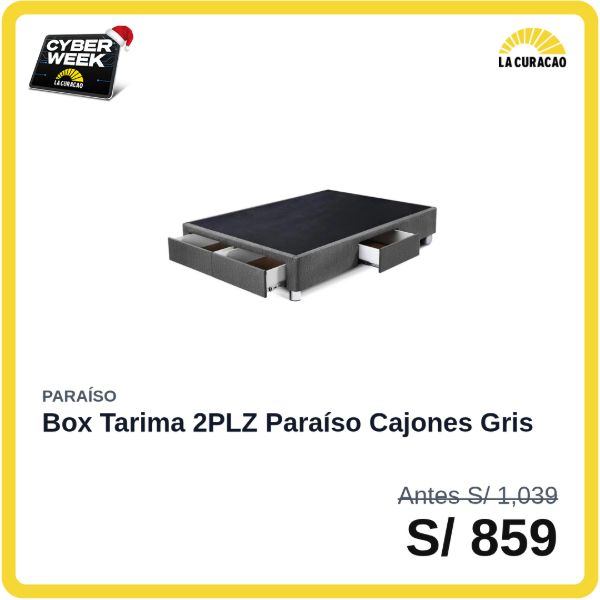 CYBER
WEEK
LA CURACAO
LA CURACAO
PARAÍSO
Box Tarima 2PLZ Paraíso Cajones Gris
Antes S/ 1,039
S/ 859